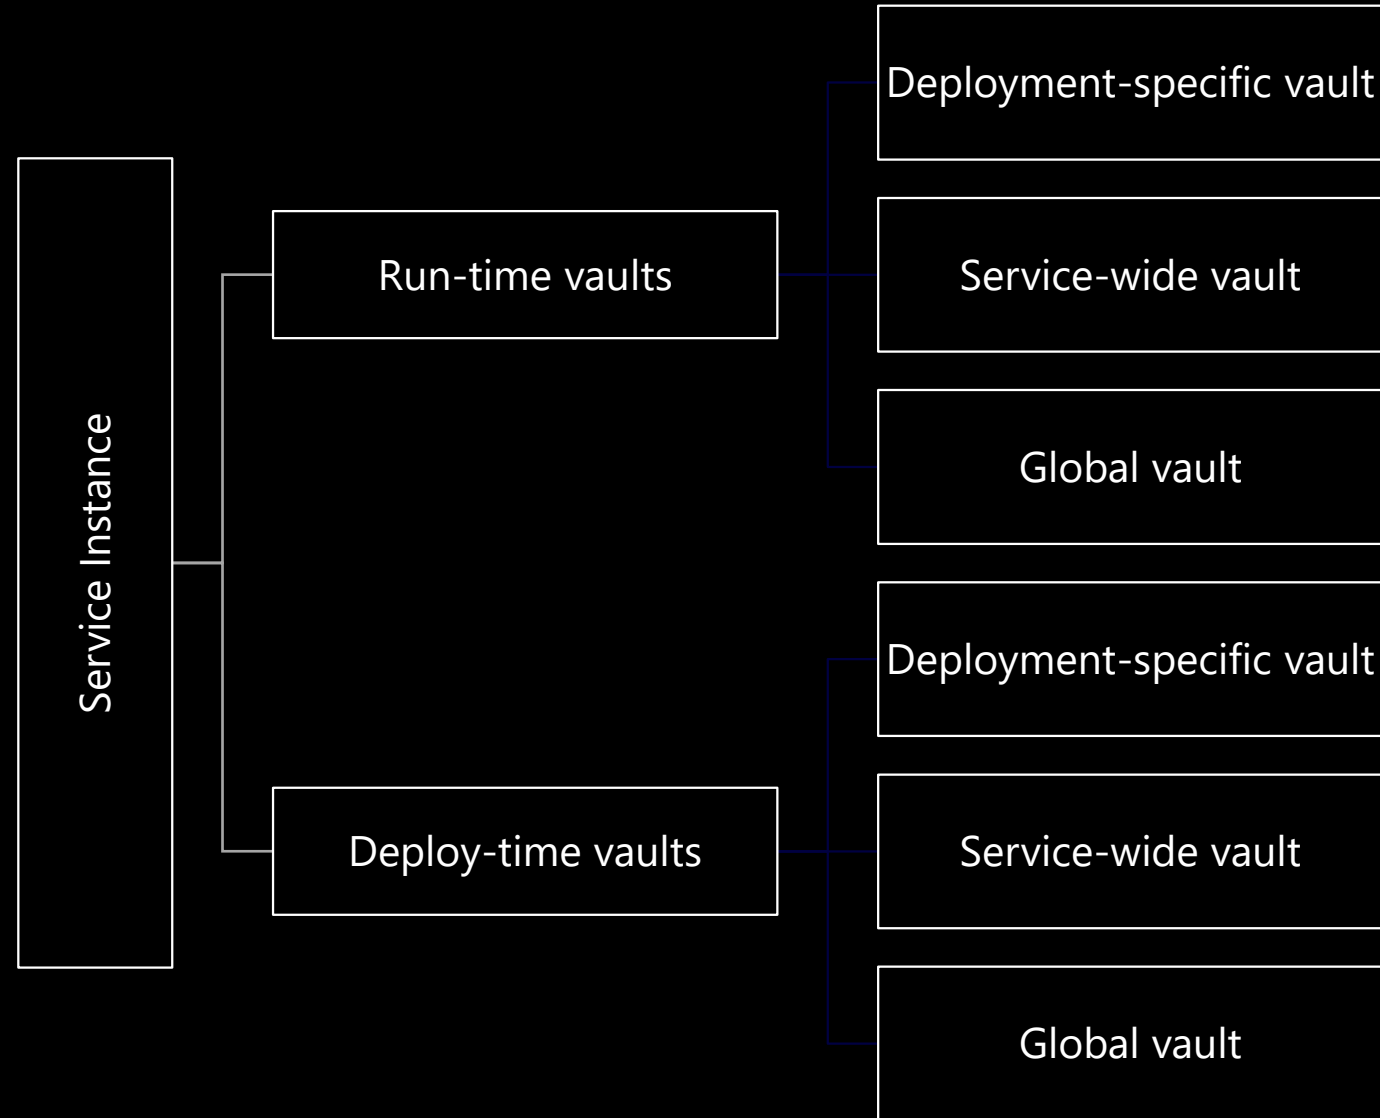 Service Instance
Run-time vaults
Deployment-specific vault
Service-wide vault
Global vault
Deploy-time vaults
Deployment-specific vault
Service-wide vault
Global vault